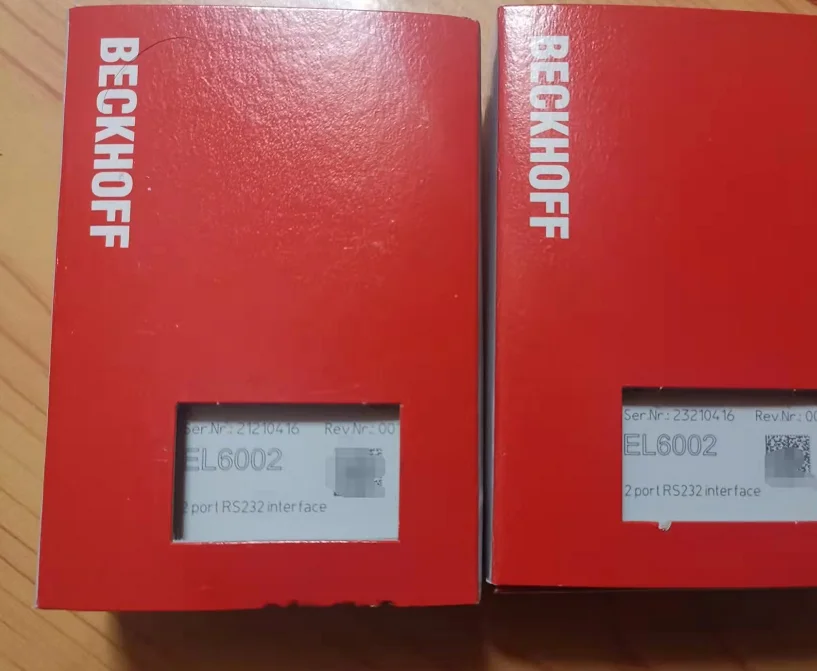 BECKHOFF
Ser.Nr.: 21210416 Rev.Nr.: 00
EL6002
2 port RS232 interface
BECKHOFF
Ser.Nr.: 23210416 Rev.Nr.: 00
EL6002
2 port RS232 interface